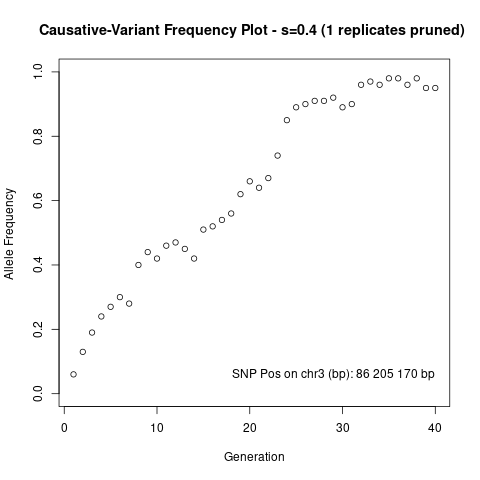 Causative-Variant Frequency Plot - s=0.4 (1 replicates pruned)
1.0
0.8
0.6
0.4
0.2
0.0
Allele Frequency
SNP Pos on chr3 (bp): 86 205 170 bp
0 10 20 30 40
Generation